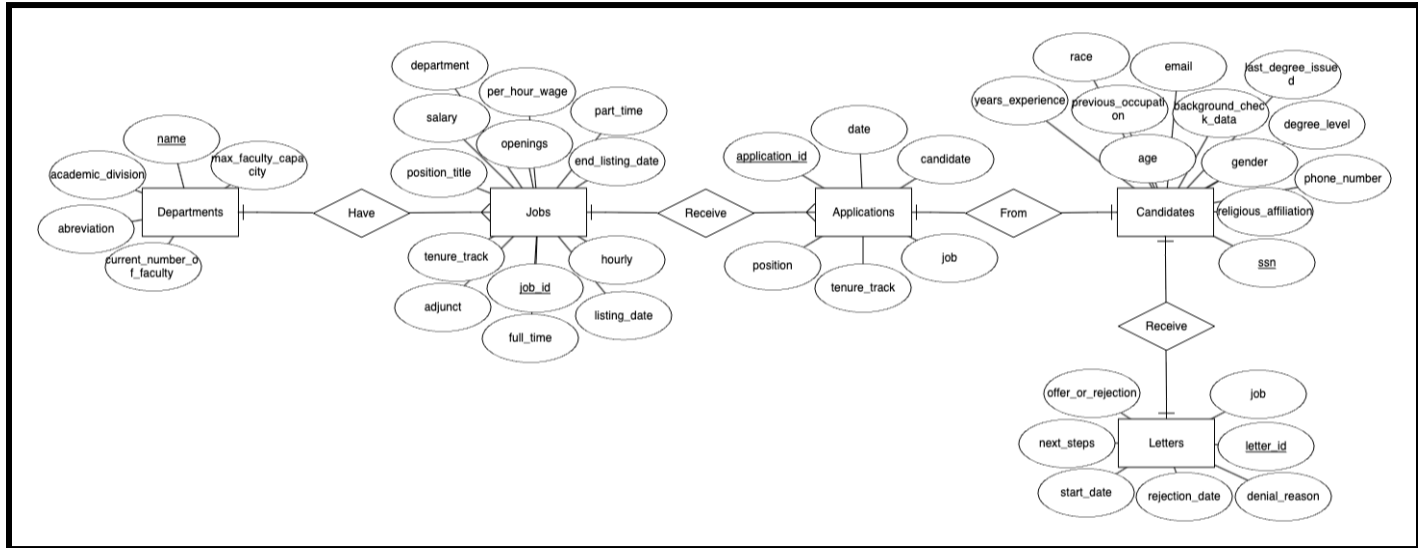 name
academic_division
max_faculty_capa
city
Departments
abreviation
current_number_o
f_faculty
Have
department
per_hour_wage
salary
part_time
openings
end_listing_date
position_title
Jobs
tenure_track
hourly
job_id
adjunct
listing_date
full_time
Receive
date
application_id
candidate
Applications
position
job
tenure_track
From
race
email
last_degree_issue
d
years_experience
previous_occupati
on
background_chec
k_data
degree_level
age
gender
phone_number
Candidates
religious_affiliation
ssn
Receive
offer_or_rejection
job
next_steps
Letters
letter_id
start_date
rejection_date
denial_reason